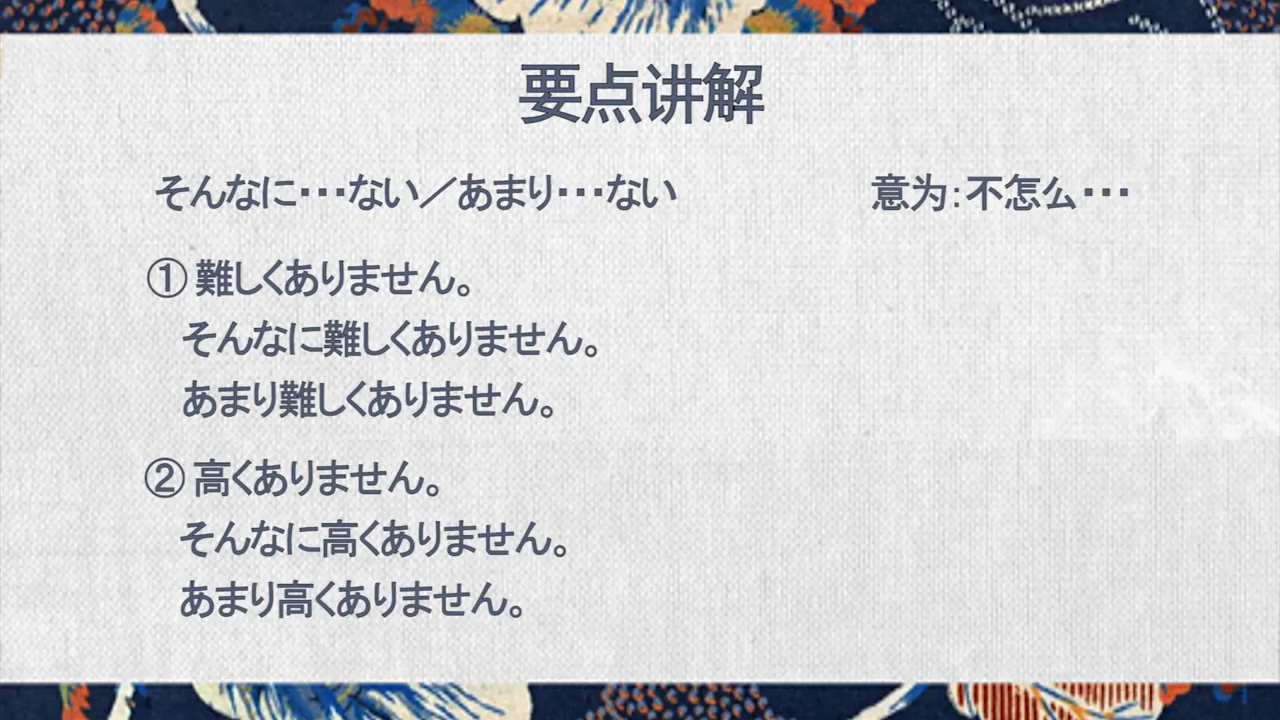 要点讲解
そんなに・・・ない／あまり・・・ない 意为：不怎么・・・
① 難しくありません。
そんなに難しくありません。
あまり難しくありません。
② 高くありません。
そんなに高くありません。
あまり高くありません。